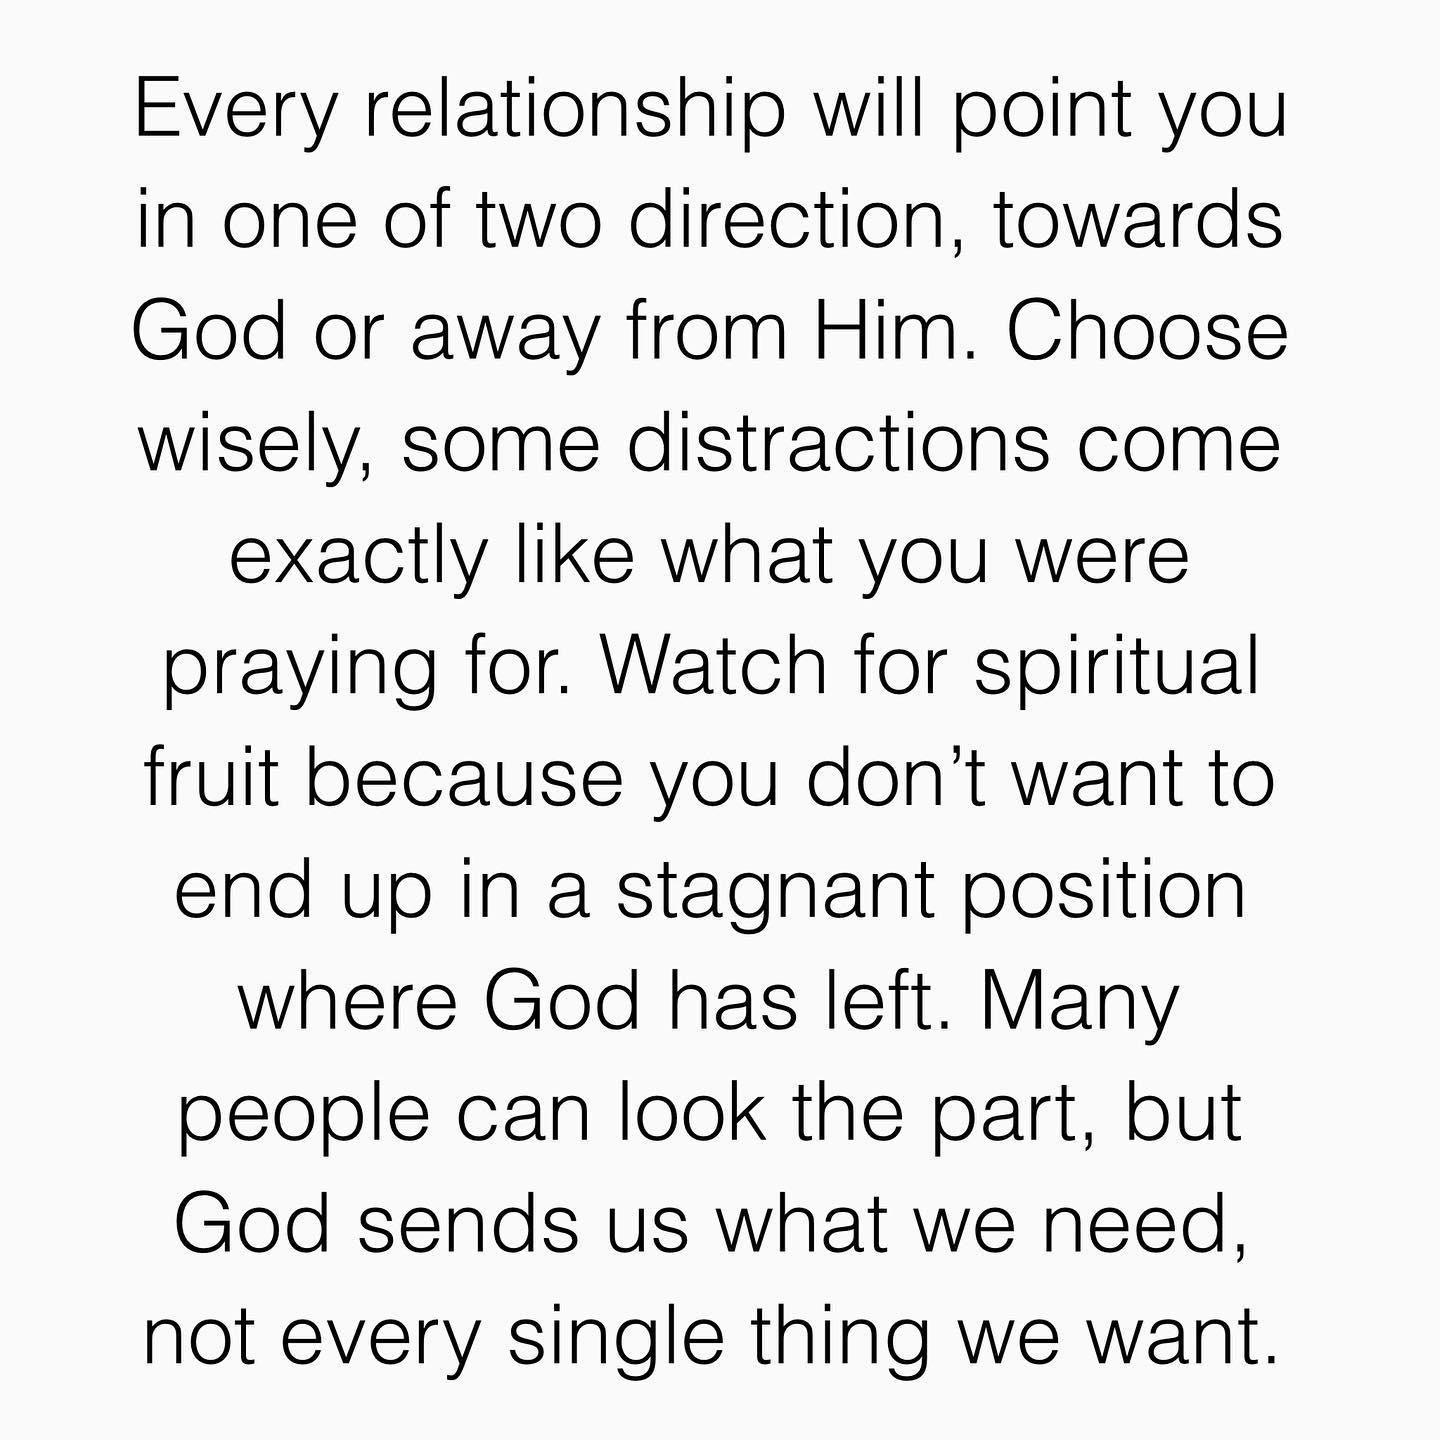 Every relationship will point you
in one of two direction, towards
God or away from Him. Choose
wisely, some distractions come
exactly like what you were
praying for. Watch for spiritual
fruit because you don’t want to
end up in a stagnant position
where God has left. Many
people can look the part, but
God sends us what we need,
not every single thing we want.